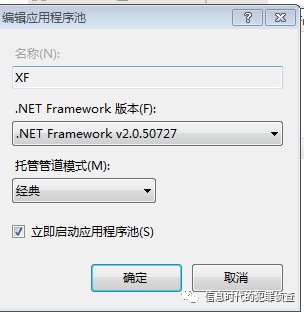 编辑应用程序池
名称(N):
XF
.NET Framework 版本(F):
.NET Framework v2.0.50727
托管管道模式(M):
经典
立即启动应用程序池(S)
确定
取消
信息时代的犯罪侦查